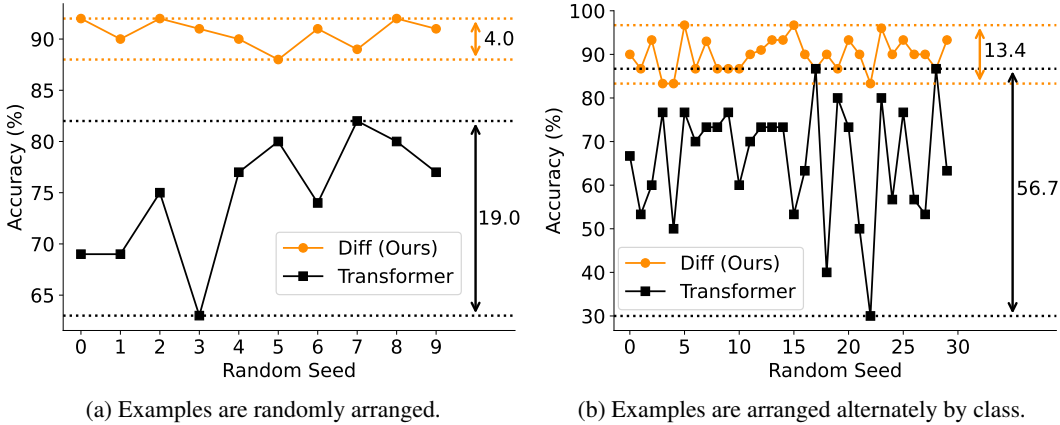 90
85
80
75
70
65
Accuracy (%)
4.0
19.0
Diff (Ours)
Transformer
0 1 2 3 4 5 6 7 8 9
Random Seed
(a) Examples are randomly arranged.
100
90
80
70
60
50
40
30
Accuracy (%)
13.4
56.7
Diff (Ours)
Transformer
0 5 10 15 20 25 30
Random Seed
(b) Examples are arranged alternately by class.